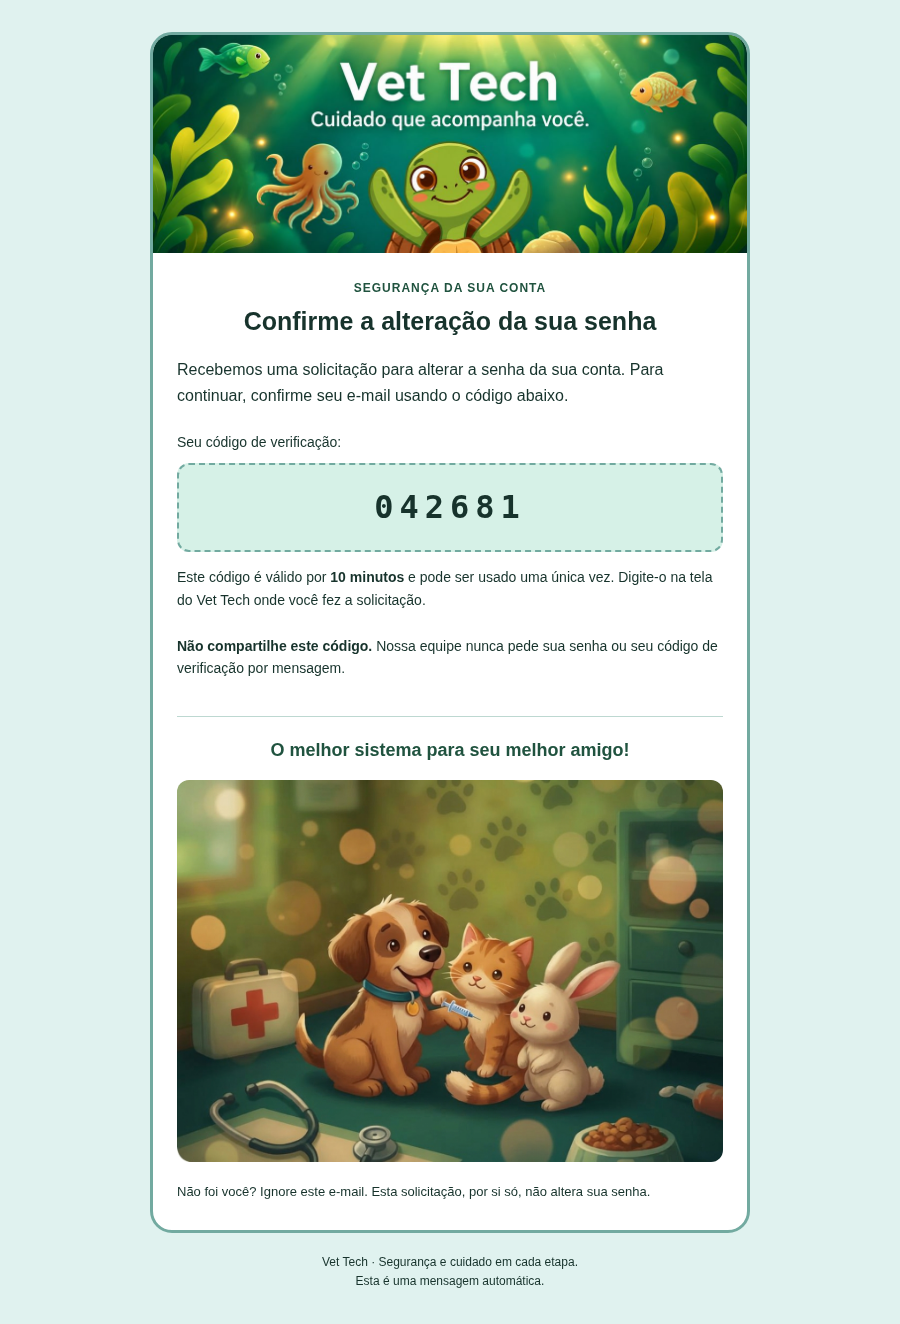 Vet Tech
Cuidado que acompanha você.
SEGURANÇA DA SUA CONTA
Confirme a alteração da sua senha
Recebemos uma solicitação para alterar a senha da sua conta. Para
continuar, confirme seu e-mail usando o código abaixo.
Seu código de verificação:
042681
Este código é válido por 10 minutos e pode ser usado uma única vez. Digite-o na tela
do Vet Tech onde você fez a solicitação.
Não compartilhe este código. Nossa equipe nunca pede sua senha ou seu código de
verificação por mensagem.
O melhor sistema para seu melhor amigo!
Não foi você? Ignore este e-mail. Esta solicitação, por si só, não altera sua senha.
Vet Tech · Segurança e cuidado em cada etapa.
Esta é uma mensagem automática.